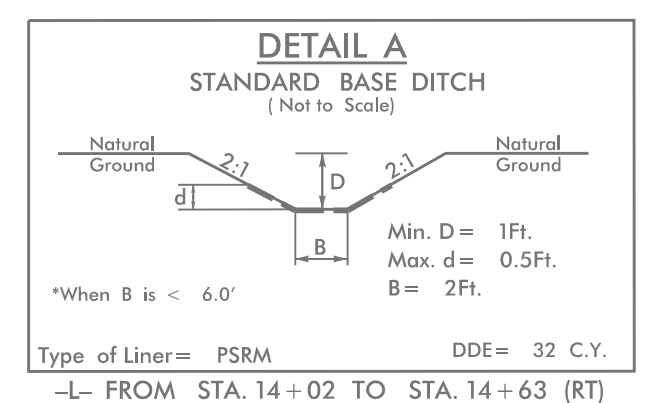 DETAIL A
STANDARD BASE DITCH
( Not to Scale)
Natural
Ground
2:1
D
2:1
Natural
Ground
d
B
Min. D = 1Ft.
Max. d = 0.5Ft.
B = 2Ft.
*When B is < 6.0'
Type of Liner = PSRM
DDE = 32 C.Y.
-L- FROM STA. 14+02 TO STA. 14+63 (RT)